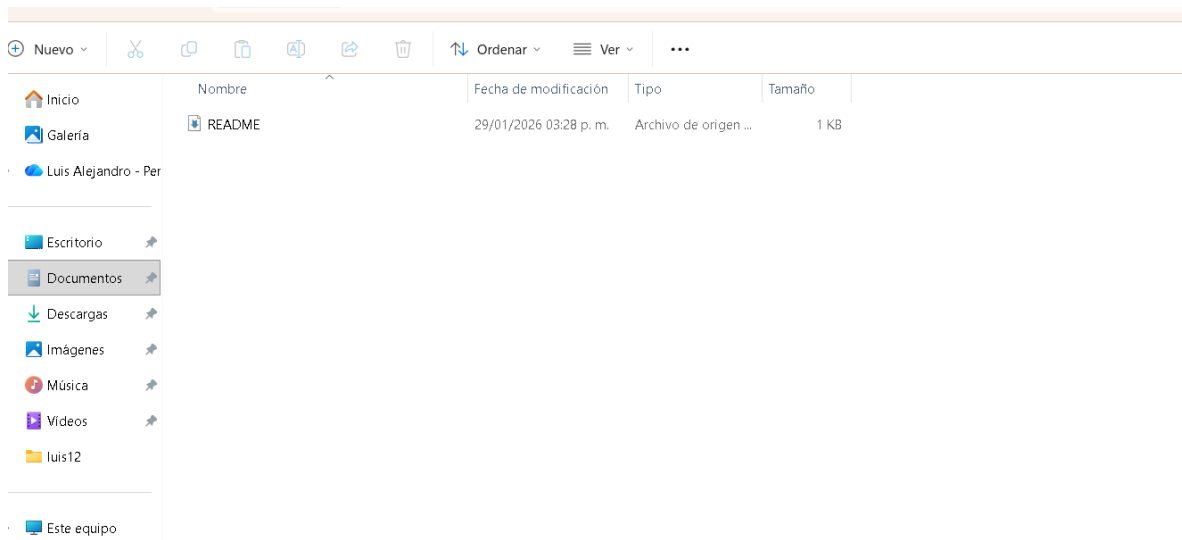 Nuevo Ordenar Ver
Nombre Fecha de modificación Tipo Tamaño
Inicio
README 29/01/2026 03:28 p. m. Archivo de origen ... 1 KB
Galería
Luis Alejandro - Per
Escritorio
Documentos
Descargas
Imágenes
Música
Vídeos
luis12
Este equipo